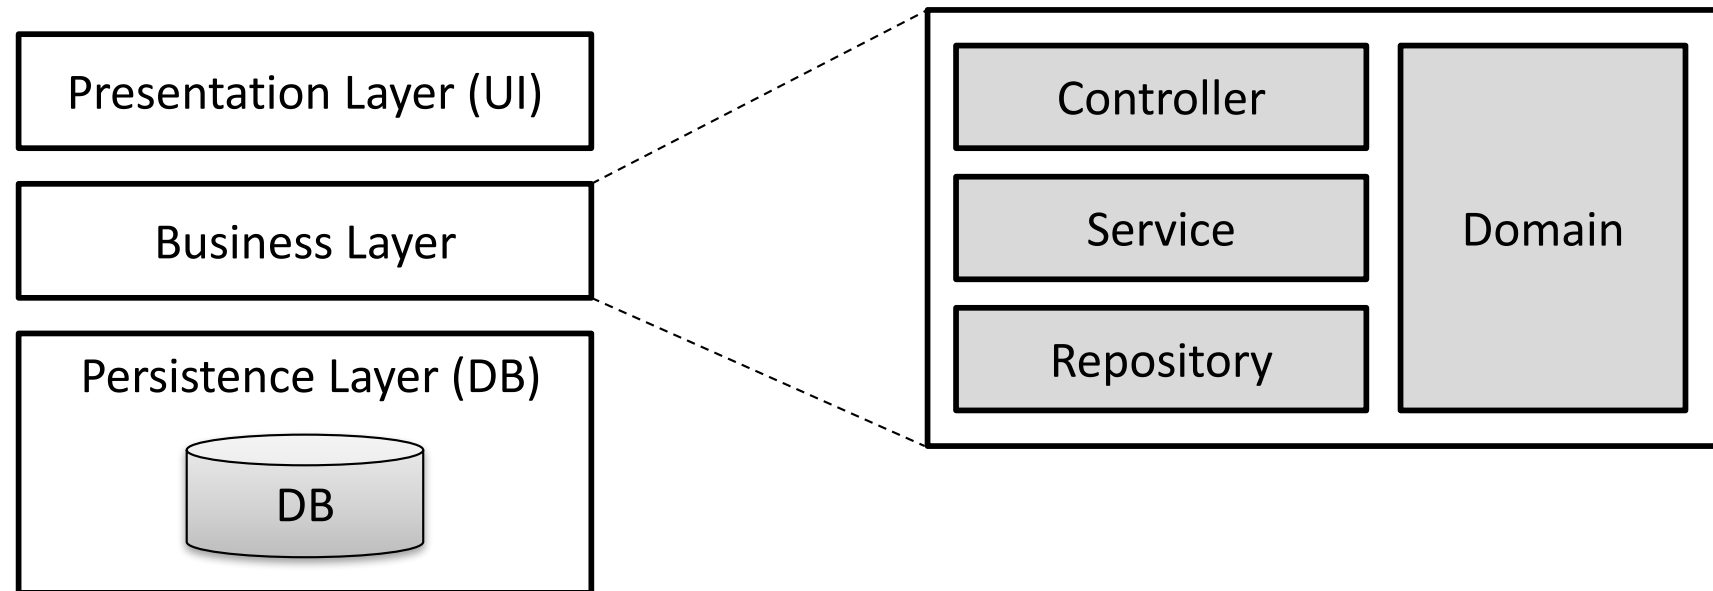 Presentation Layer (UI)
Business Layer
Persistence Layer (DB)
DB
Controller
Service
Repository
Domain